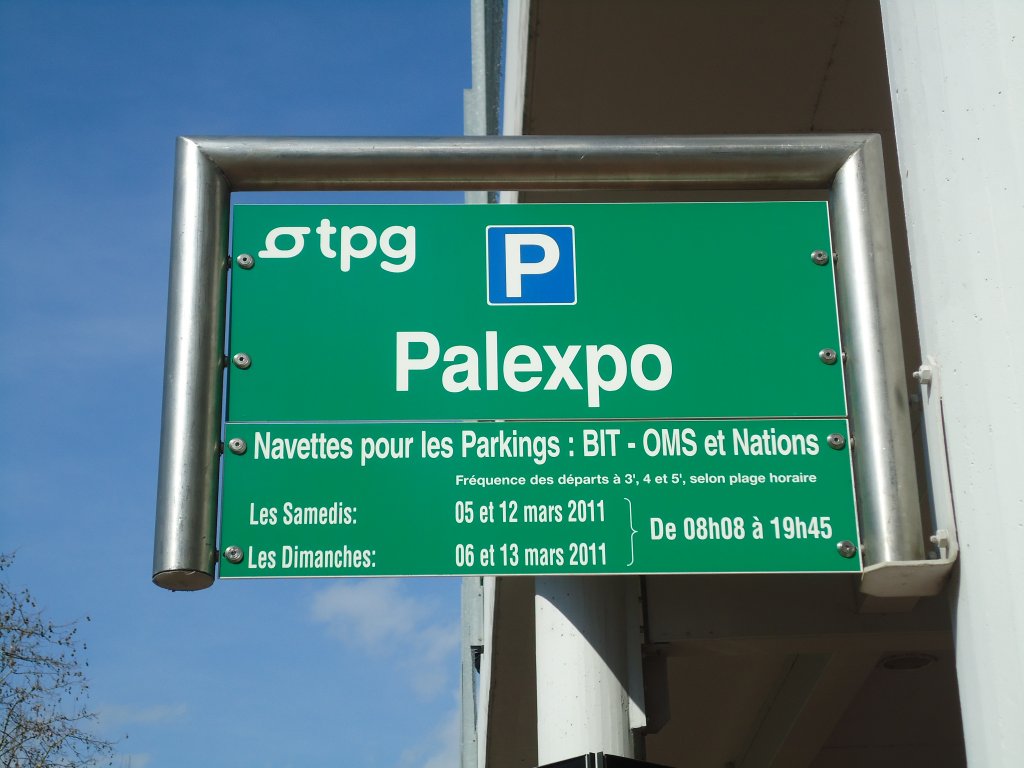 tpg
P
Palexpo
Navettes pour les Parkings : BIT - OMS et Nations
Fréquence des départs à 3', 4 et 5', selon plage horaire
Les Samedis: 05 et 12 mars 2011
De 08h08 à 19h45
Les Dimanches: 06 et 13 mars 2011